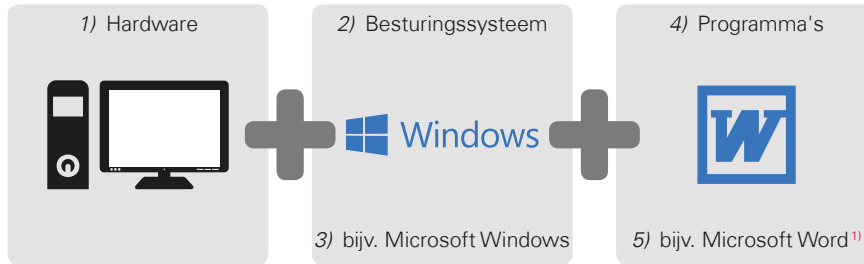 1) Hardware
2) Besturingssysteem
4) Programma's
Windows
W
3) bijv. Microsoft Windows
5) bijv. Microsoft Word 1)